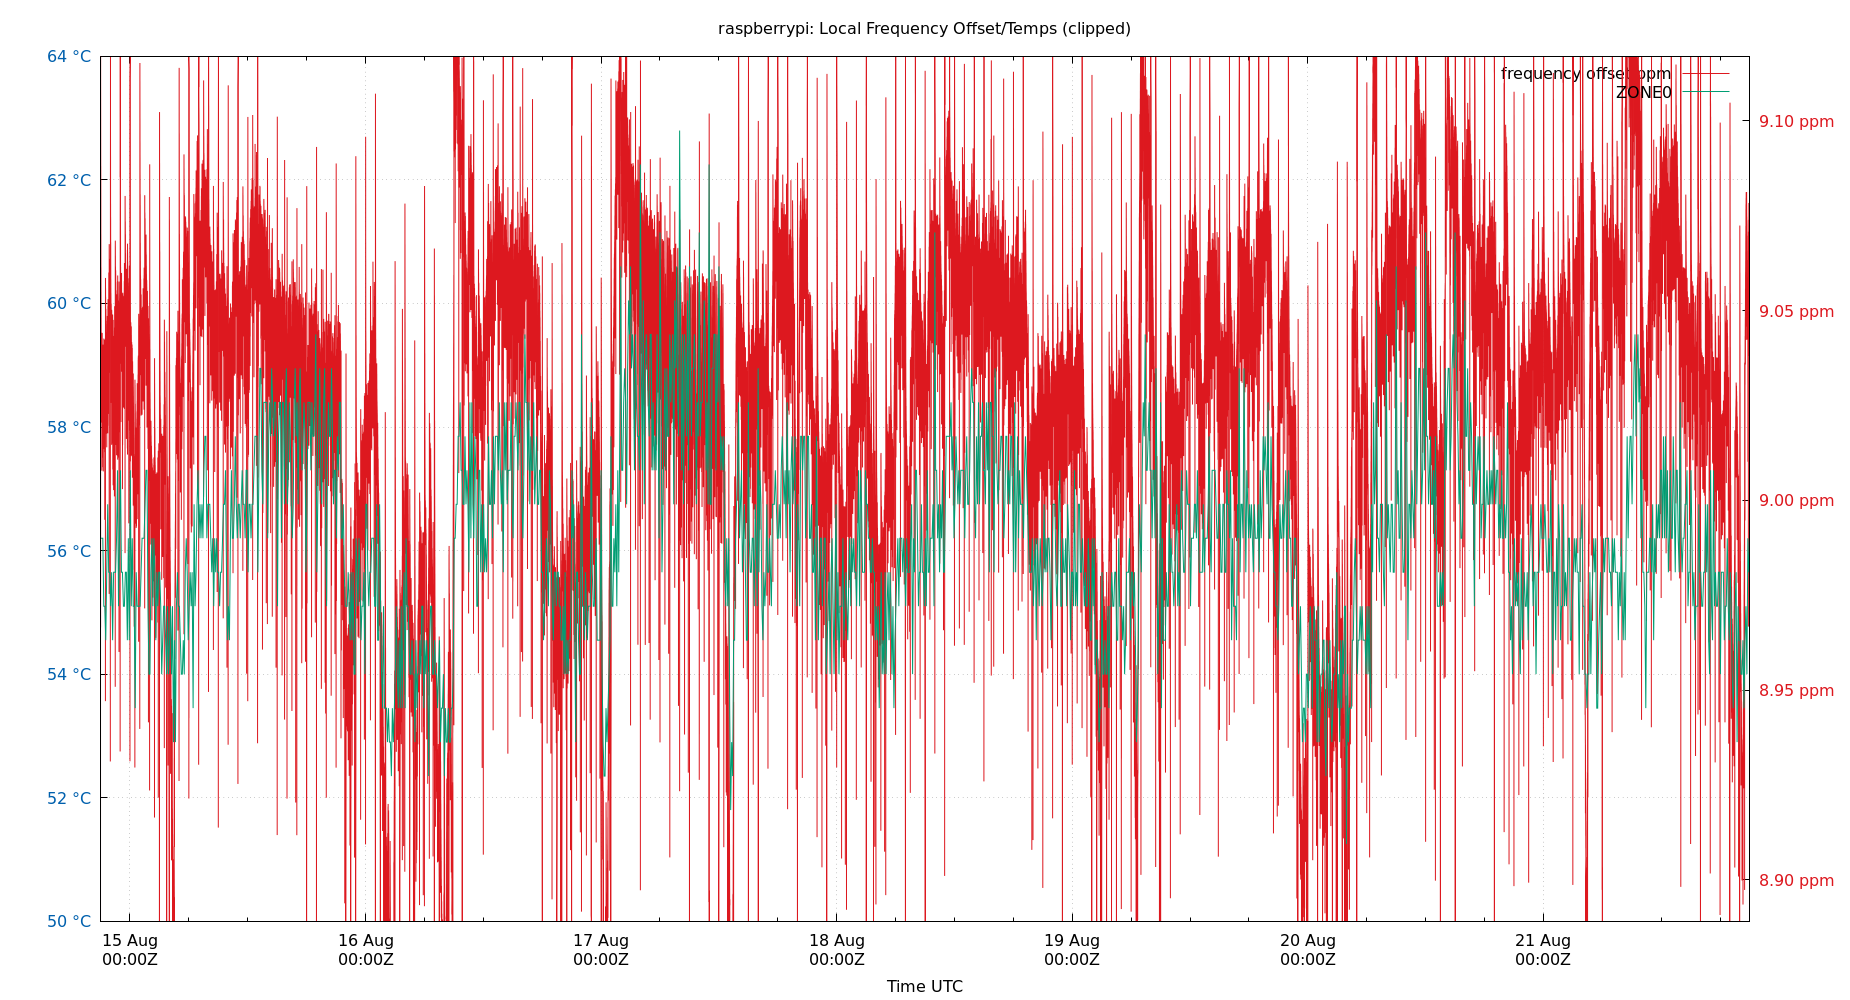 raspberrypi: Local Frequency Offset/Temps (clipped)
64 °C
62 °C
60 °C
58 °C
56 °C
54 °C
52 °C
50 °C
frequency offset ppm
ZONE0
9.10 ppm
9.05 ppm
9.00 ppm
8.95 ppm
8.90 ppm
15 Aug
00:00Z
16 Aug
00:00Z
17 Aug
00:00Z
18 Aug
00:00Z
19 Aug
00:00Z
20 Aug
00:00Z
21 Aug
00:00Z
Time UTC